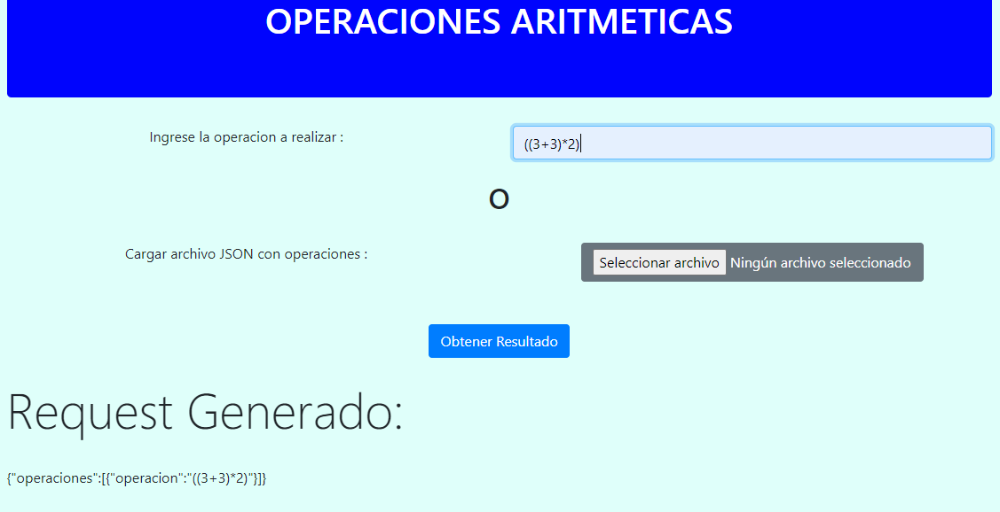 OPERACIONES ARITMETICAS
Ingrese la operacion a realizar :
((3+3)*2)
O
Cargar archivo JSON con operaciones :
Seleccionar archivo Ningún archivo seleccionado
Obtener Resultado
Request Generado:
{"operaciones":[{"operacion":"((3+3)*2)"}]}